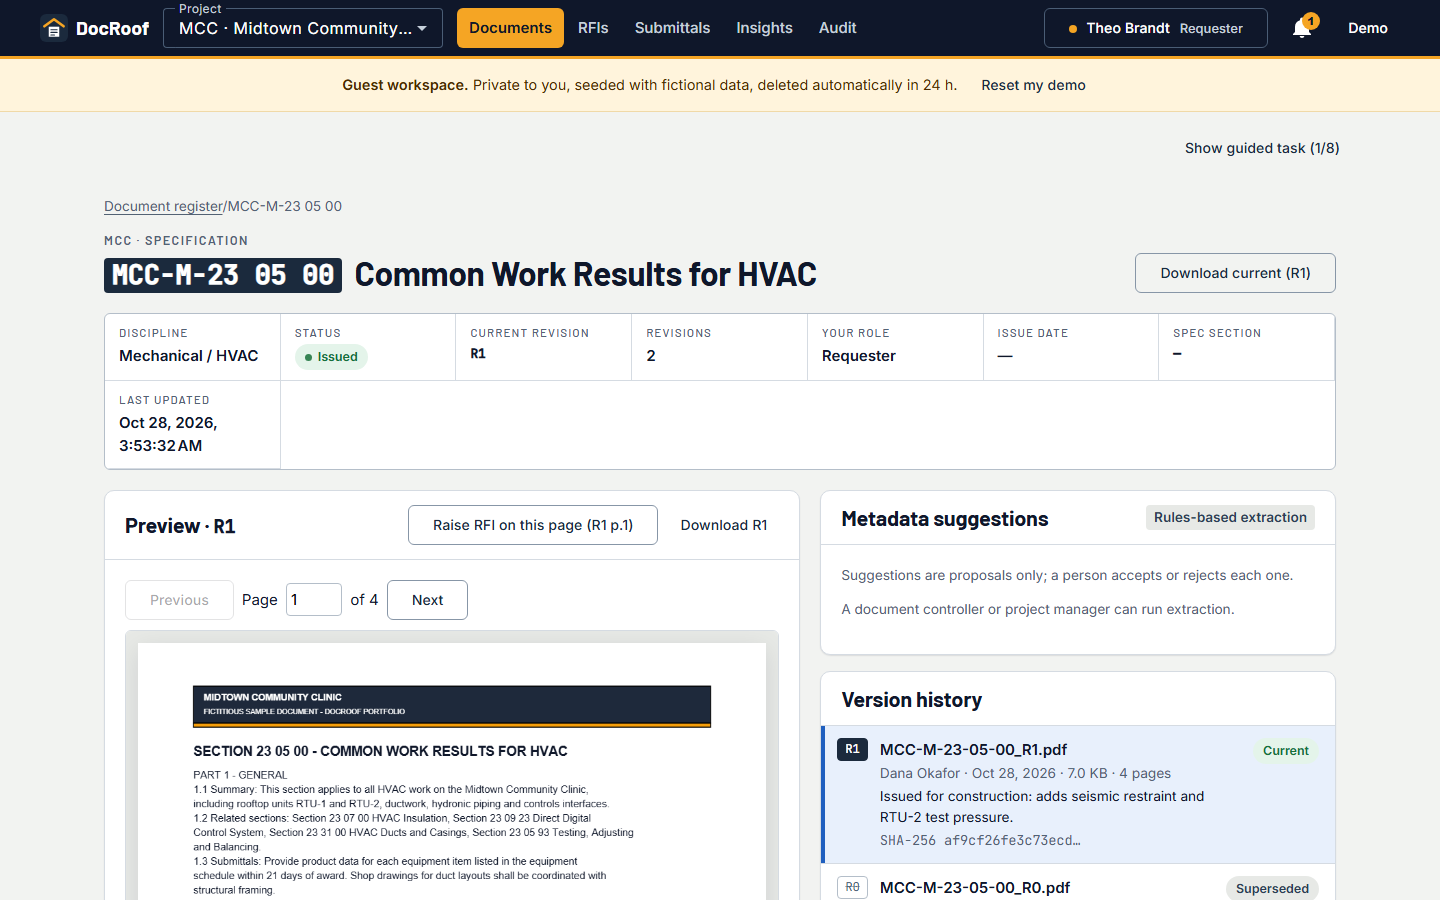 DocRoof
Project
MCC · Midtown Community...
Documents
RFIs
Submittals
Insights
Audit
Theo Brandt Requester
1
Demo
Guest workspace. Private to you, seeded with fictional data, deleted automatically in 24 h.
Reset my demo
Show guided task (1/8)
Document register/MCC-M-23 05 00
MCC · SPECIFICATION
MCC-M-23 05 00 Common Work Results for HVAC
Download current (R1)
DISCIPLINE
Mechanical / HVAC
STATUS
Issued
CURRENT REVISION
R1
REVISIONS
2
YOUR ROLE
Requester
ISSUE DATE
—
SPEC SECTION
–
LAST UPDATED
Oct 28, 2026,
3:53:32 AM
Preview · R1
Raise RFI on this page (R1 p.1)
Download R1
Previous
Page 1 of 4
Next
MIDTOWN COMMUNITY CLINIC
FICTITIOUS SAMPLE DOCUMENT - DOCROOF PORTFOLIO
SECTION 23 05 00 - COMMON WORK RESULTS FOR HVAC
PART 1 - GENERAL
1.1 Summary: This section applies to all HVAC work on the Midtown Community Clinic,
including rooftop units RTU-1 and RTU-2, ductwork, hydronic piping and controls interfaces.
1.2 Related sections: Section 23 07 00 HVAC Insulation, Section 23 09 23 Direct Digital
Control System, Section 23 31 00 HVAC Ducts and Casings, Section 23 05 93 Testing, Adjusting
and Balancing.
1.3 Submittals: Provide product data for each equipment item listed in the equipment
schedule within 21 days of award. Shop drawings for duct layouts shall be coordinated with
structural framing.
Metadata suggestions
Rules-based extraction
Suggestions are proposals only; a person accepts or rejects each one.
A document controller or project manager can run extraction.
Version history
R1
MCC-M-23-05-00_R1.pdf
Current
Dana Okafor · Oct 28, 2026 · 7.0 KB · 4 pages
Issued for construction: adds seismic restraint and
RTU-2 test pressure.
SHA-256 af9cf26fe3c73ecd…
R0
MCC-M-23-05-00_R0.pdf
Superseded